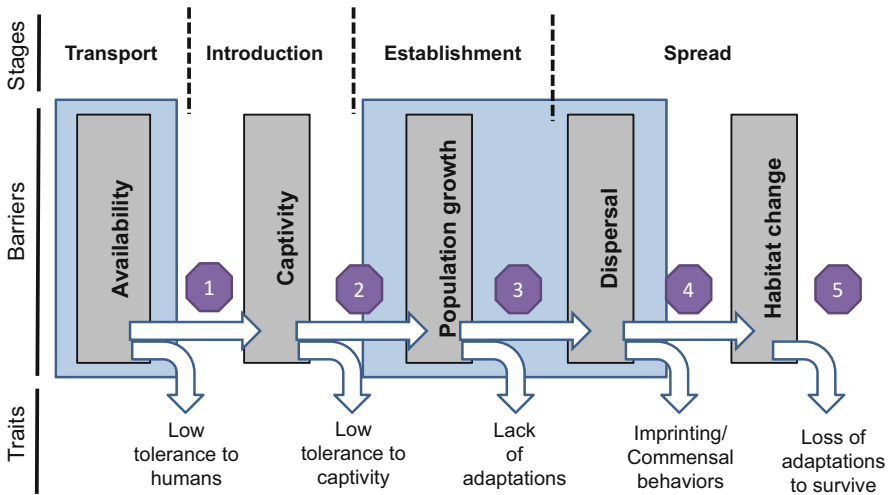 Stages
Transport
Introduction
Establishment
Spread
Barriers
Availability
Captivity
Population growth
Dispersal
Habitat change
1
2
3
4
5
Traits
Low
tolerance to
humans
Low
tolerance to
captivity
Lack
of
adaptations
Imprinting/
Commensal
behaviors
Loss of
adaptations
to survive